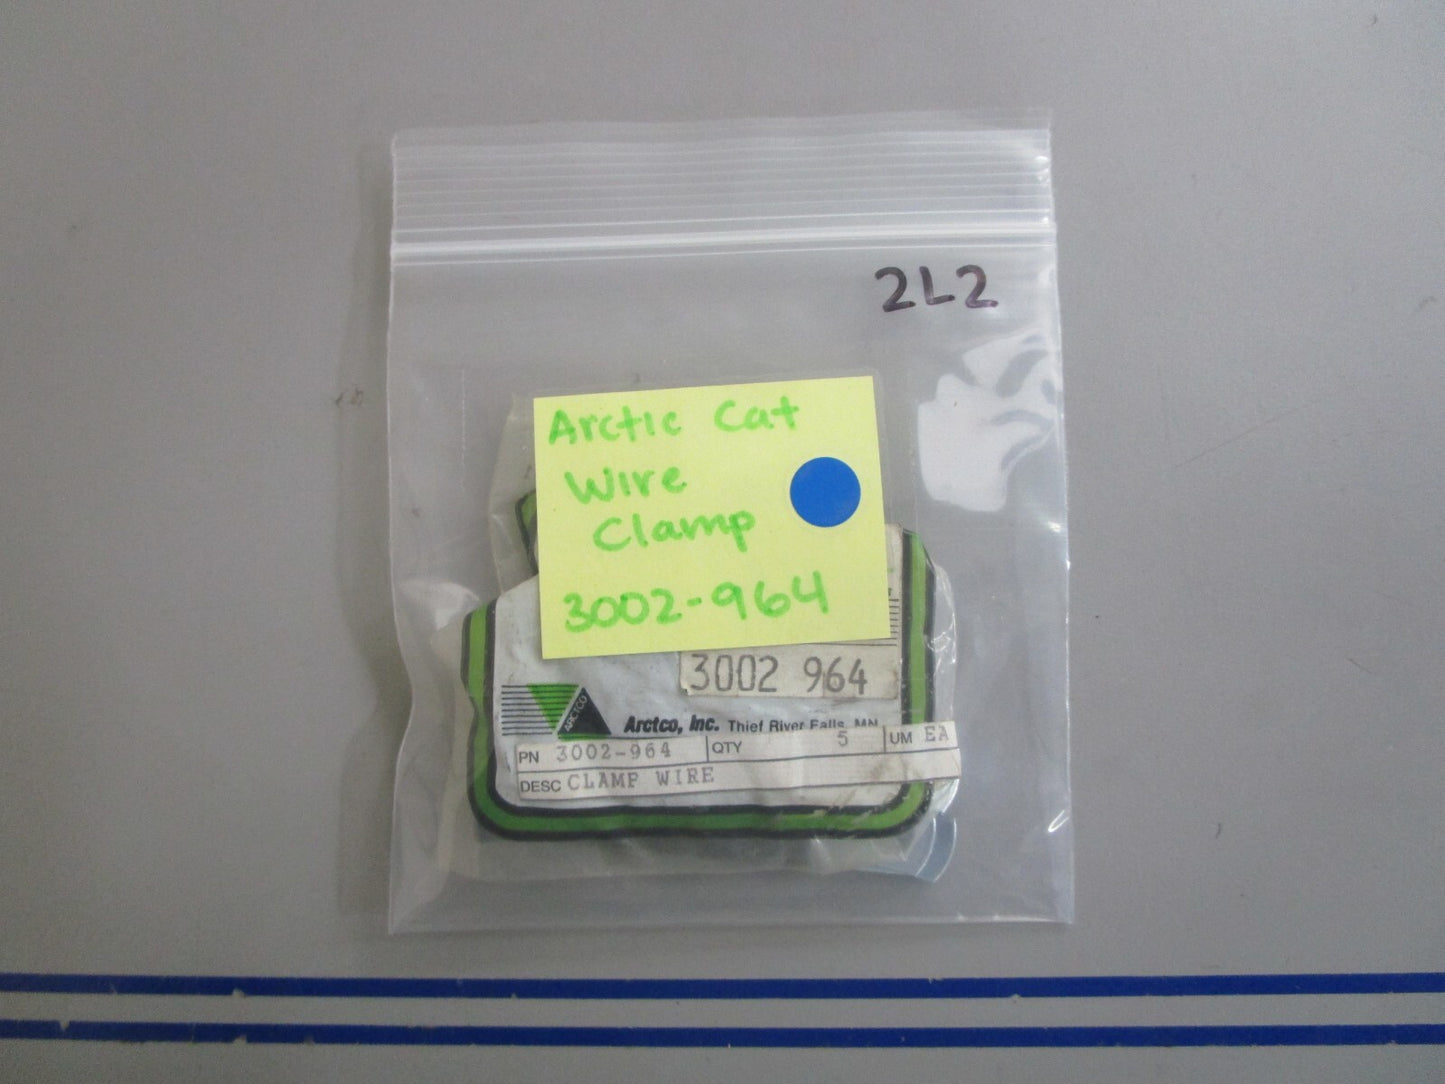 2L2
Arctic Cat
Wire
Clamp
3002-964
3002 964
ARCTCO
Arctco, Inc. Thief River Falls, MN
PN 3002-964 QTY 5 UM EA
DESC CLAMP WIRE